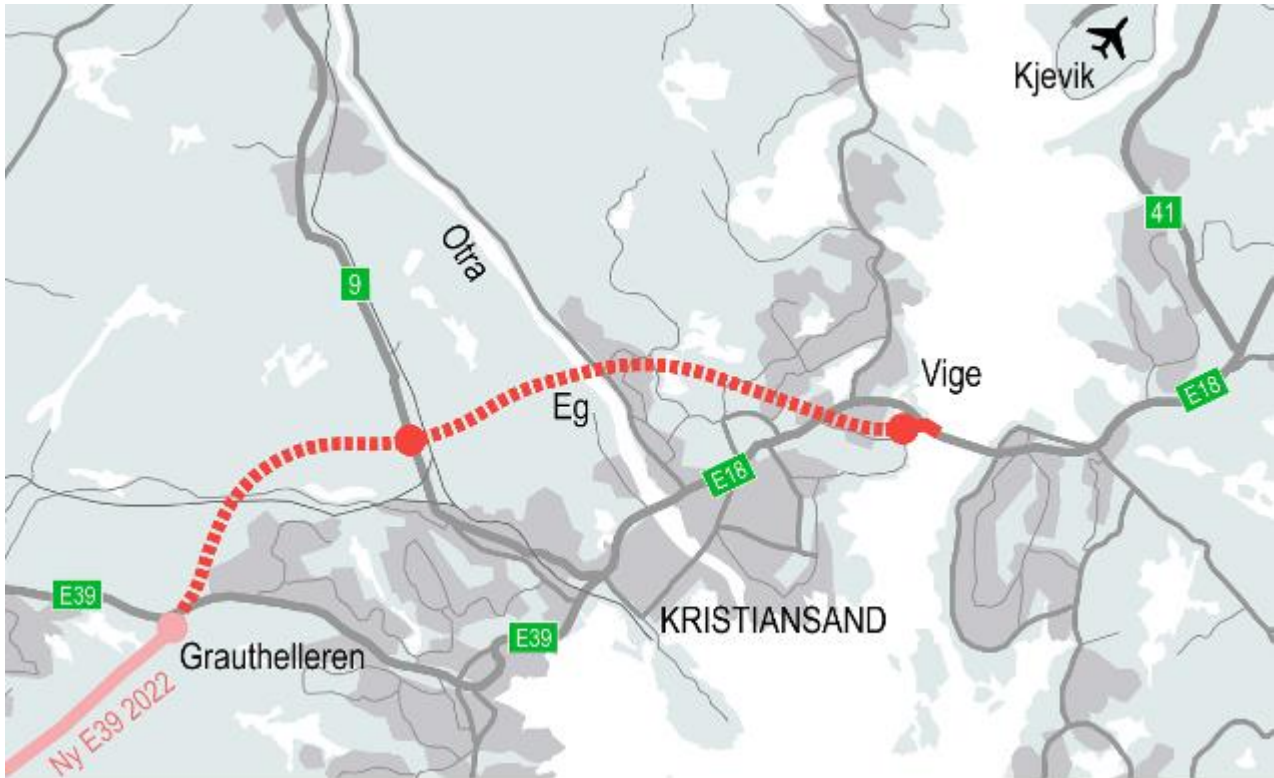 Kjevik
41
Otra
9
Vige
E18
Eg
E18
E39
E39
KRISTIANSAND
Grauthelleren
Ny E39 2022